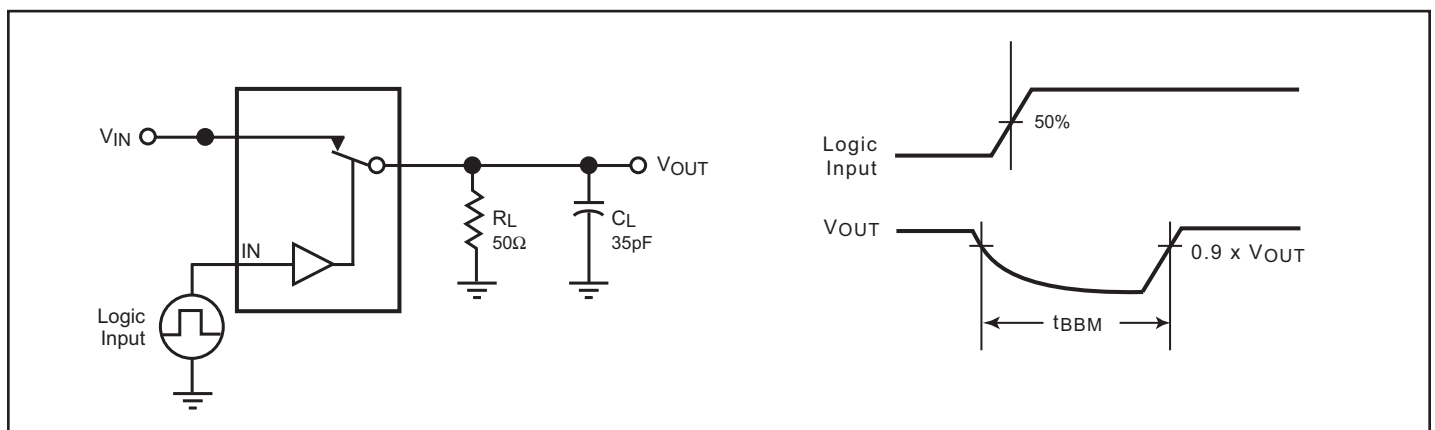 VIN
VOUT
RL
50Ω
CL
35pF
IN
Logic
Input
Logic
Input
50%
VOUT
0.9 x VOUT
tBBM